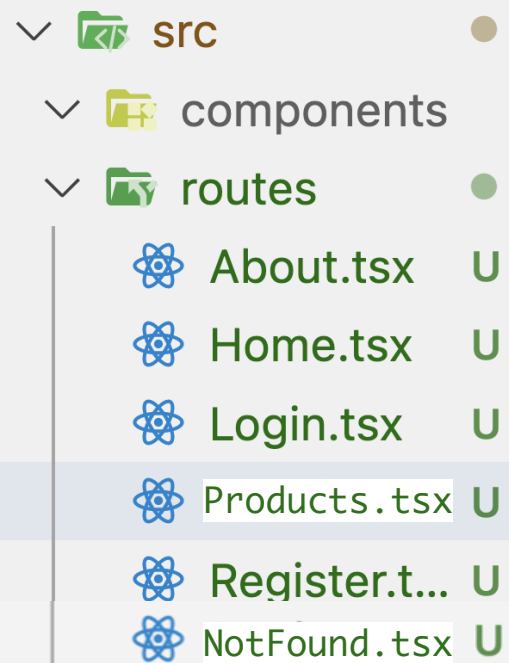 src
components
routes
About.tsx U
Home.tsx U
Login.tsx U
Products.tsx U
Register.t... U
NotFound.tsx U